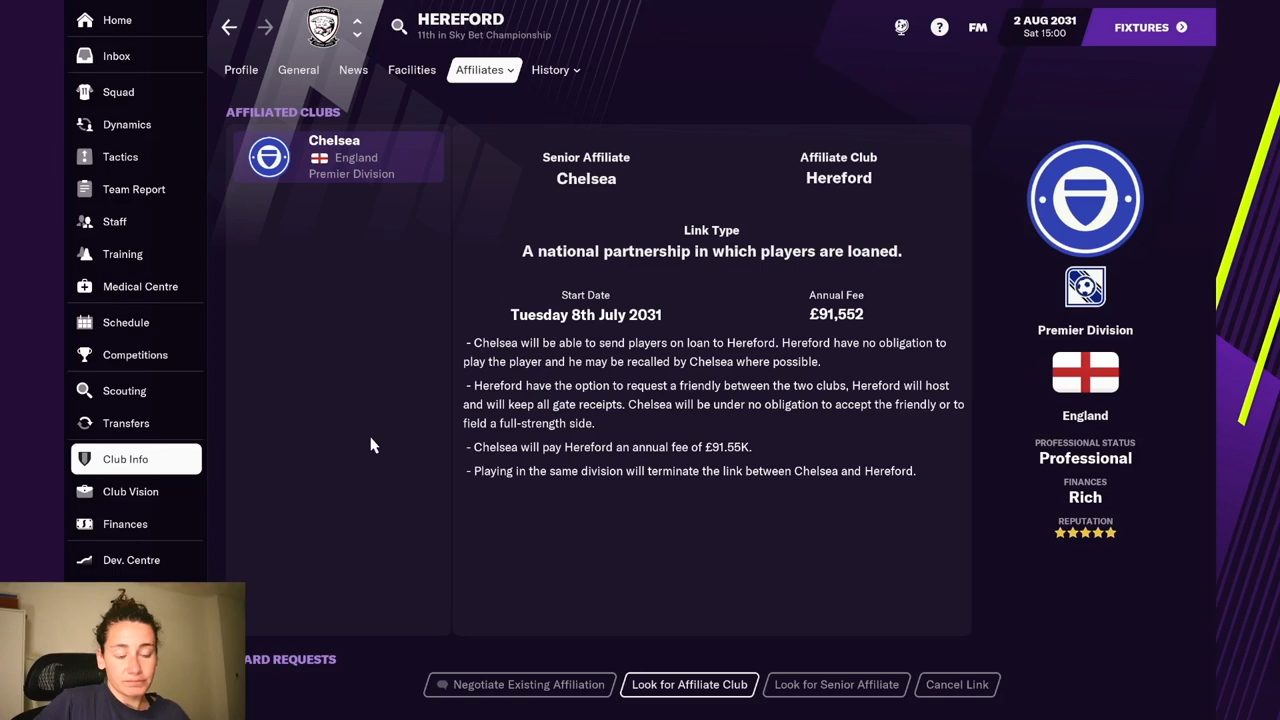 Home
Inbox
Squad
Dynamics
Tactics
Team Report
Staff
Training
Medical Centre
Schedule
Competitions
Scouting
Transfers
Club Info
Club Vision
Finances
Dev. Centre
HEREFORD
11th in Sky Bet Championship
?
FM
2 AUG 2031
Sat 15:00
FIXTURES
Profile
General
News
Facilities
Affiliates
History
AFFILIATED CLUBS
Chelsea
England
Premier Division
Senior Affiliate
Chelsea
Affiliate Club
Hereford
Link Type
A national partnership in which players are loaned.
Start Date
Tuesday 8th July 2031
Annual Fee
£91,552
- Chelsea will be able to send players on loan to Hereford. Hereford have no obligation to
play the player and he may be recalled by Chelsea where possible.
- Hereford have the option to request a friendly between the two clubs, Hereford will host
and will keep all gate receipts. Chelsea will be under no obligation to accept the friendly or to
field a full-strength side.
- Chelsea will pay Hereford an annual fee of £91.55K.
- Playing in the same division will terminate the link between Chelsea and Hereford.
Premier Division
England
PROFESSIONAL STATUS
Professional
FINANCES
Rich
REPUTATION
ARD REQUESTS
Negotiate Existing Affiliation
Look for Affiliate Club
Look for Senior Affiliate
Cancel Link